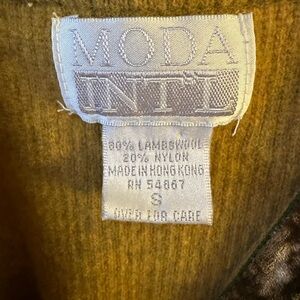 MODA
INT'L
80% LAMBSWOOL
20% NYLON
MADE IN HONG KONG
RN 54867
S
OVER FOR CARE